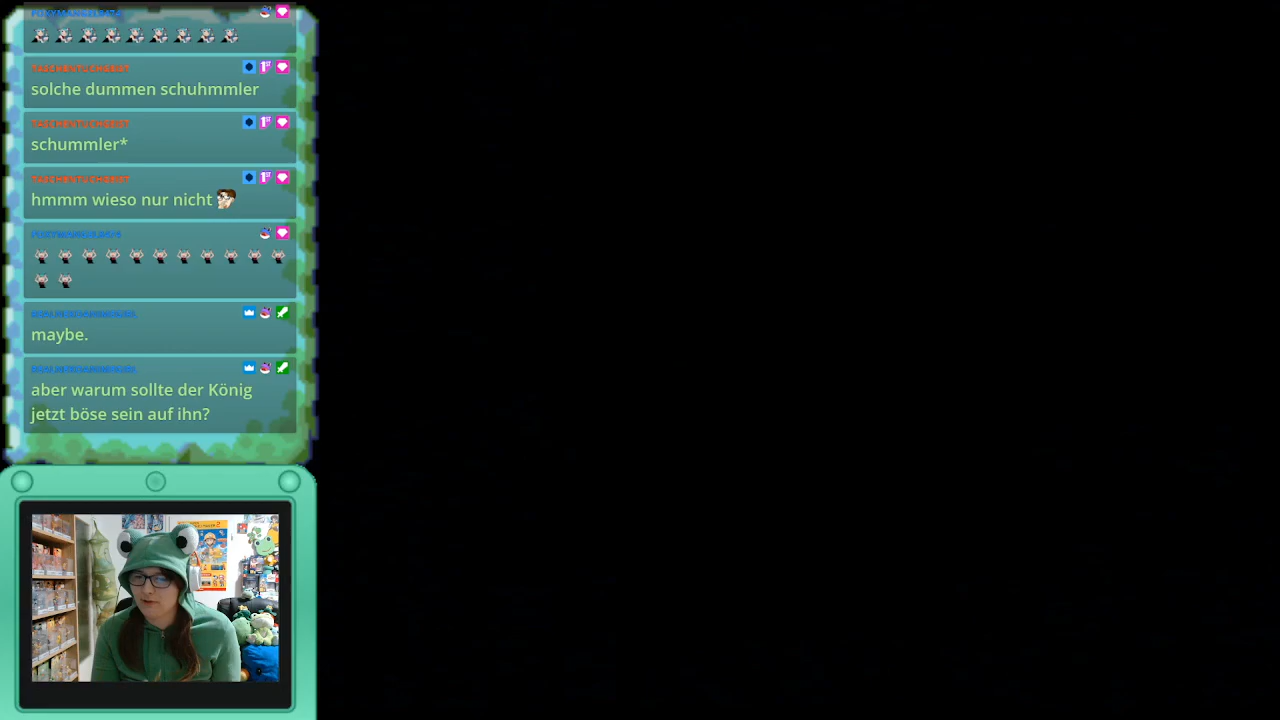 solche dummen schuhmmler
schummler*
hmmm wieso nur nicht
maybe.
aber warum sollte der König
jetzt böse sein auf ihn?